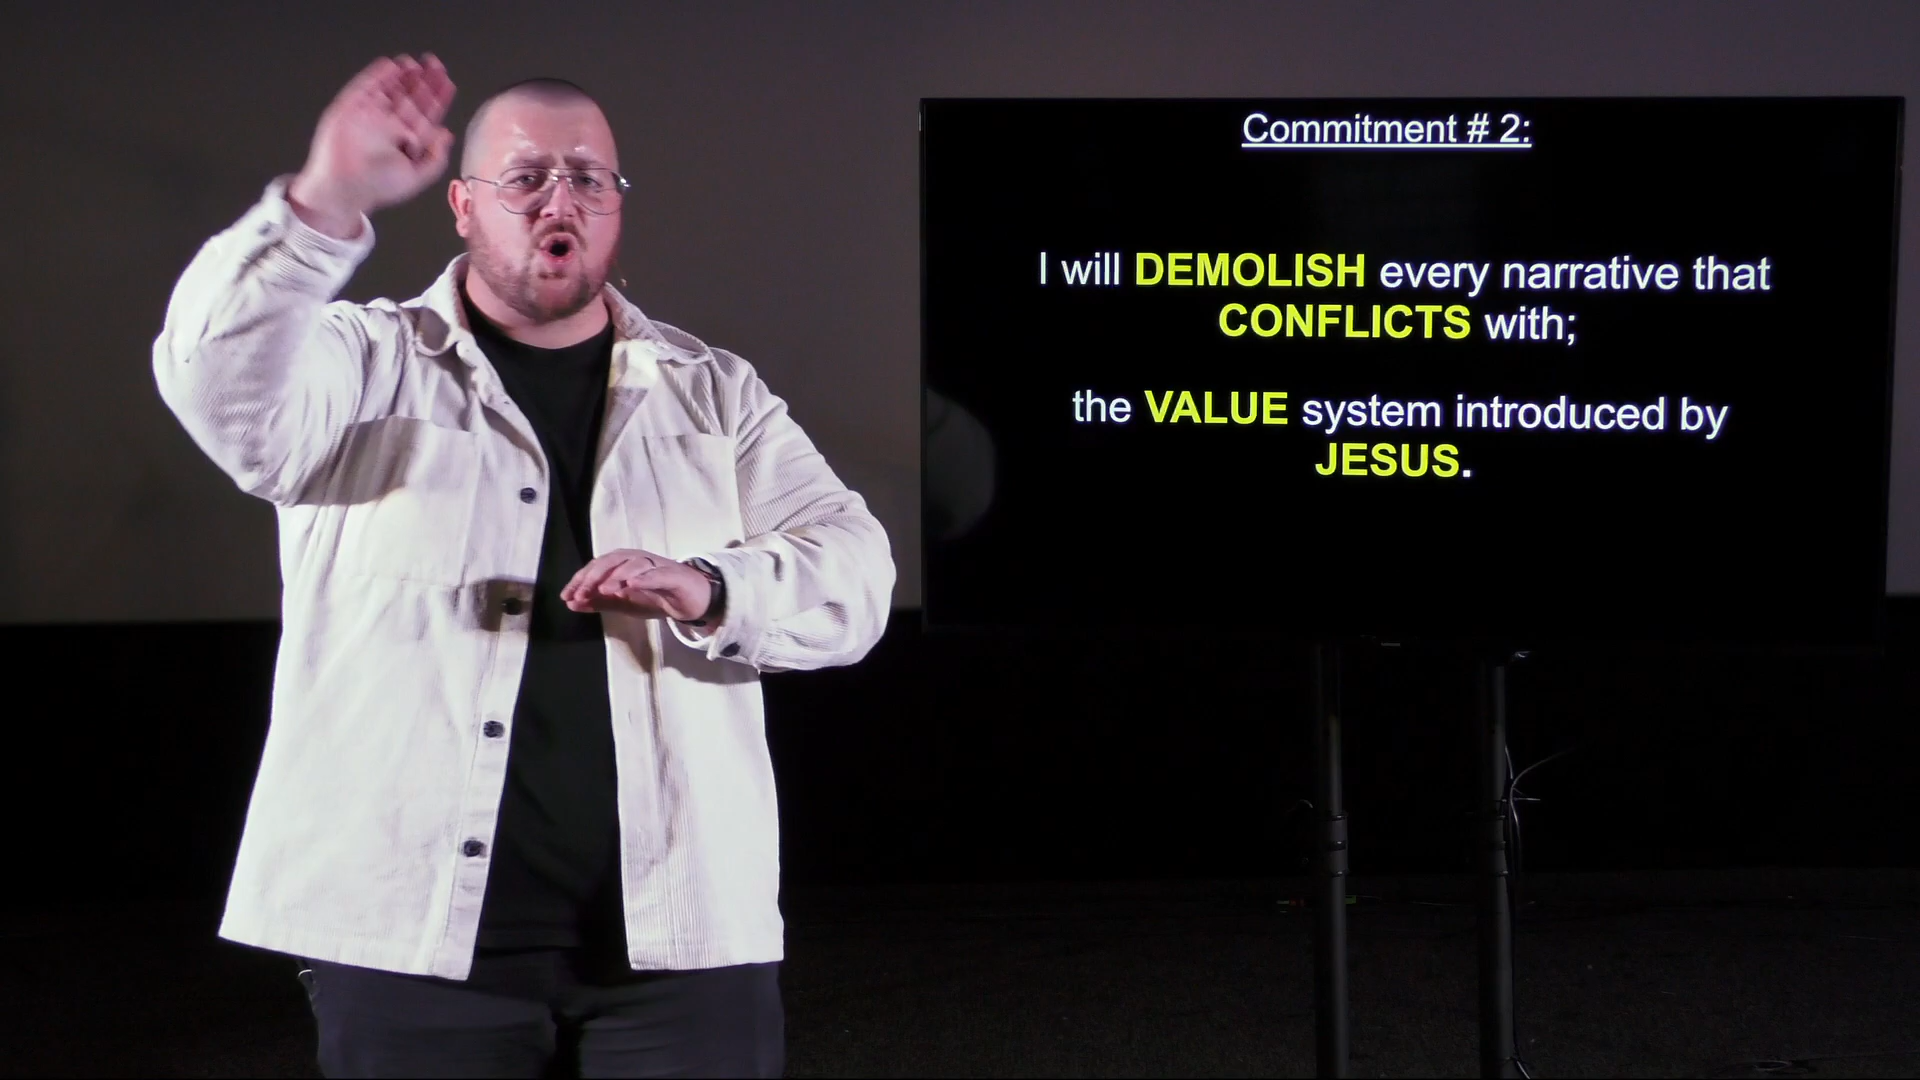 Commitment # 2:
I will DEMOLISH every narrative that
CONFLICTS with;
the VALUE system introduced by
JESUS.